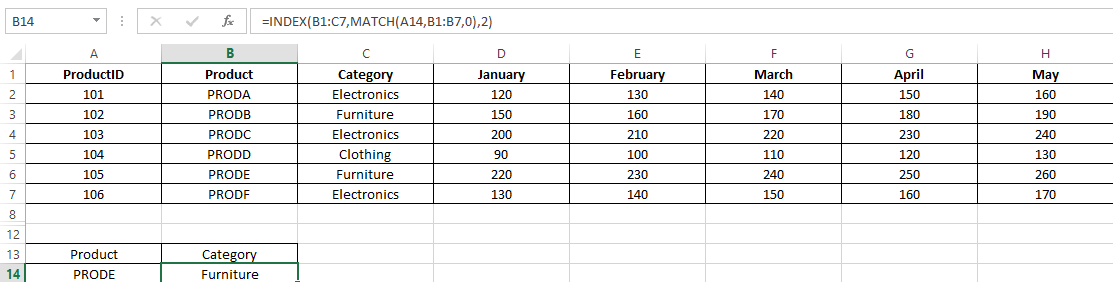 B14 fx =INDEX(B1:C7,MATCH(A14,B1:B7,0),2)
A B C D E F G H
1 ProductID Product Category January February March April May
2 101 PRODA Electronics 120 130 140 150 160
3 102 PRODB Furniture 150 160 170 180 190
4 103 PRODC Electronics 200 210 220 230 240
5 104 PRODD Clothing 90 100 110 120 130
6 105 PRODE Furniture 220 230 240 250 260
7 106 PRODF Electronics 130 140 150 160 170
8
12
13 Product Category
14 PRODE Furniture